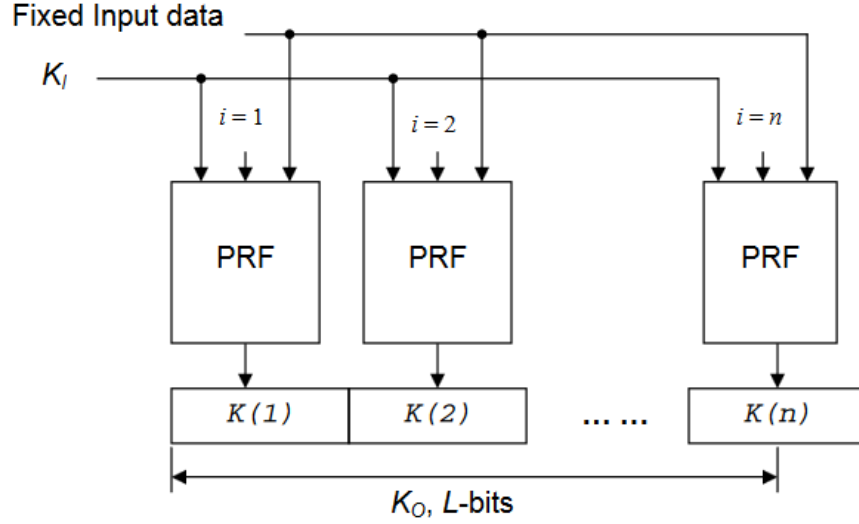 Fixed Input data
K_I
i = 1
i = 2
i = n
PRF
PRF
PRF
K(1)
K(2)
... ...
K(n)
K_O, L-bits